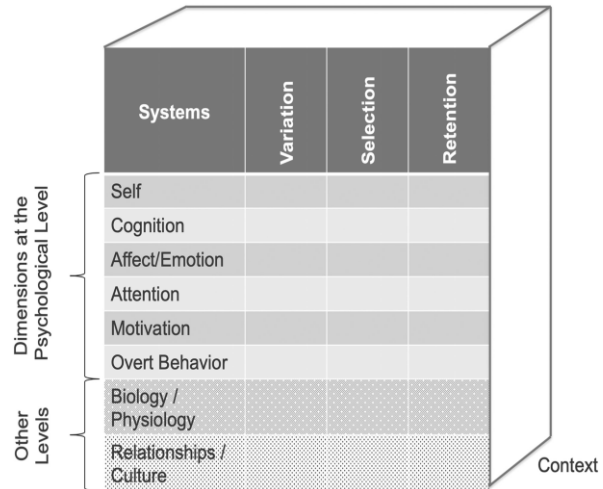 Systems
Variation
Selection
Retention
Dimensions at the
Psychological Level
Self
Cognition
Affect/Emotion
Attention
Motivation
Overt Behavior
Other
Levels
Biology /
Physiology
Relationships /
Culture
Context